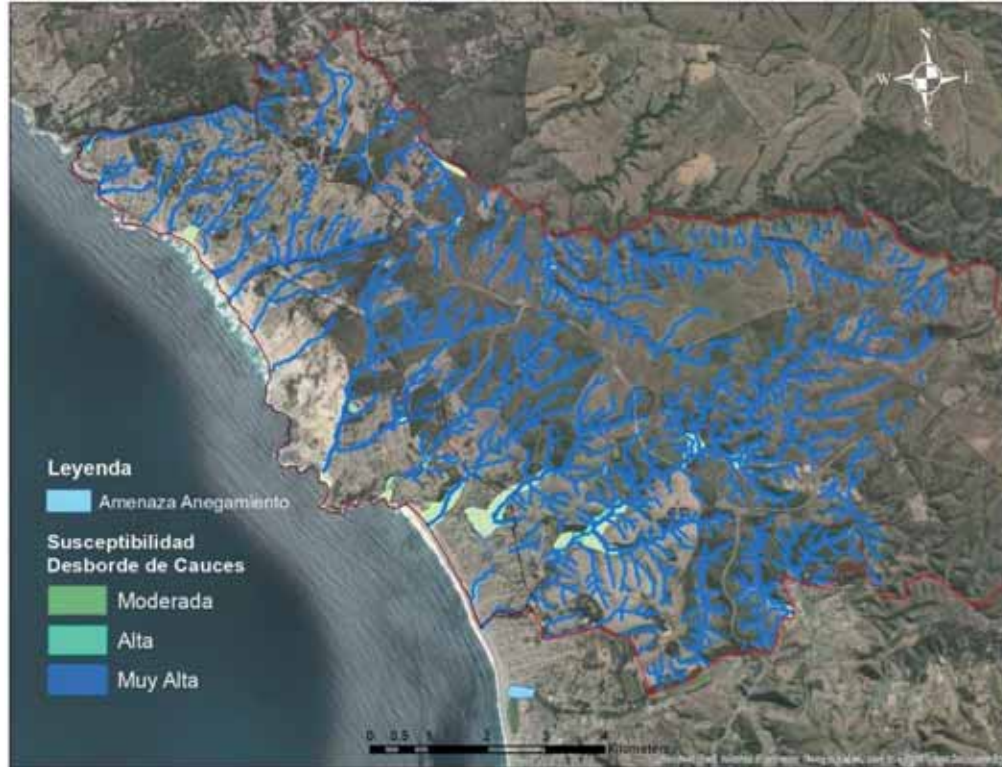 N
W E
S
Leyenda
Amenaza Anegamiento
Susceptibilidad
Desborde de Cauces
Moderada
Alta
Muy Alta
0 0.5 1 2 3 4
Kilometers